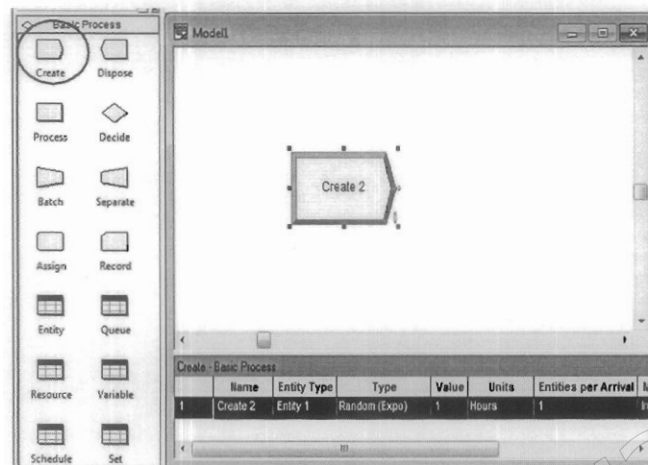 Basic Process
Create Dispose
Process Decide
Batch Separate
Assign Record
Entity Queue
Resource Variable
Schedule Set
Model1
Create 2
Create - Basic Process
Name Entity Type Type Value Units Entities per Arrival
1 Create 2 Entity 1 Random (Expo) 1 Hours 1